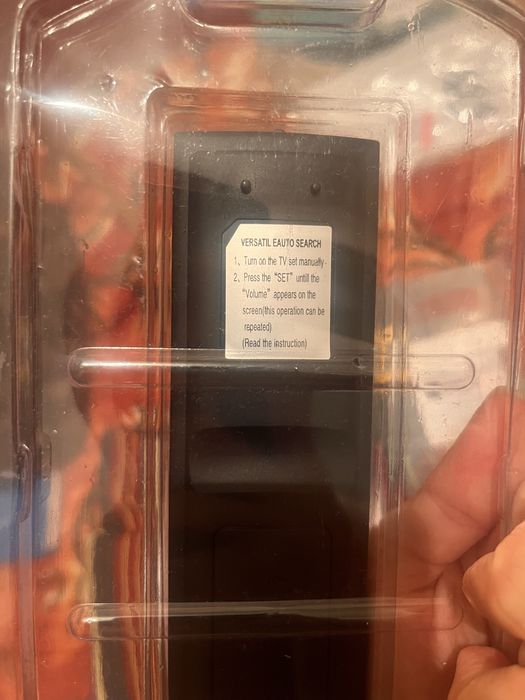 VERSATIL EAUTO SEARCH
1、Turn on the TV set manually
2、Press the "SET" untill the
"Volume" appears on the
screen(this operation can be
repeated)
(Read the instruction)